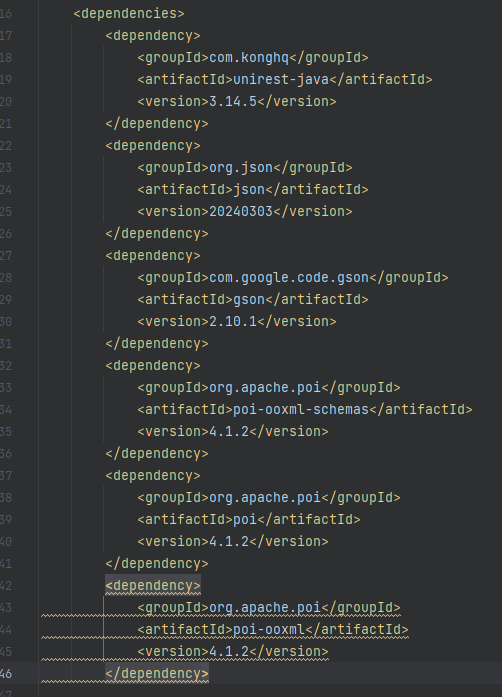 16 <dependencies>
17 <dependency>
18 <groupId>com.konghq</groupId>
19 <artifactId>unirest-java</artifactId>
20 <version>3.14.5</version>
21 </dependency>
22 <dependency>
23 <groupId>org.json</groupId>
24 <artifactId>json</artifactId>
25 <version>20240303</version>
26 </dependency>
27 <dependency>
28 <groupId>com.google.code.gson</groupId>
29 <artifactId>gson</artifactId>
30 <version>2.10.1</version>
31 </dependency>
32 <dependency>
33 <groupId>org.apache.poi</groupId>
34 <artifactId>poi-ooxml-schemas</artifactId>
35 <version>4.1.2</version>
36 </dependency>
37 <dependency>
38 <groupId>org.apache.poi</groupId>
39 <artifactId>poi</artifactId>
40 <version>4.1.2</version>
41 </dependency>
42 <dependency>
43 <groupId>org.apache.poi</groupId>
44 <artifactId>poi-ooxml</artifactId>
45 <version>4.1.2</version>
46 </dependency>
47